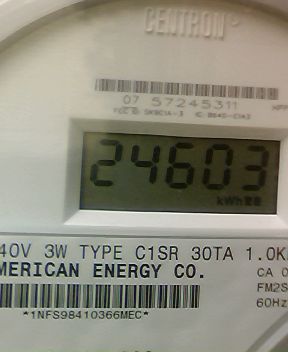 CENTRON
07 57245311
24603
kWh
40V 3W TYPE C1SR 30TA 1.0K
MERICAN ENERGY CO.
CA 0
FM2S
60Hz
*1NFS98410366MEC*